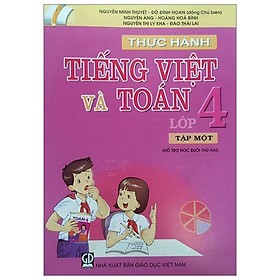 NGUYỄN MINH THUYẾT - ĐỖ ĐÌNH HOAN (đồng Chủ biên)
NGUYỄN ÁNG - HOÀNG HOÀ BÌNH
NGUYỄN THỊ LY KHA - ĐÀO THÁI LAI
THỰC HÀNH
TIẾNG VIỆT
VÀ TOÁN
LỚP 4
TẬP MỘT
(HỖ TRỢ HỌC BUỔI THỨ HAI)
TOÁN 4
NHÀ XUẤT BẢN GIÁO DỤC VIỆT NAM